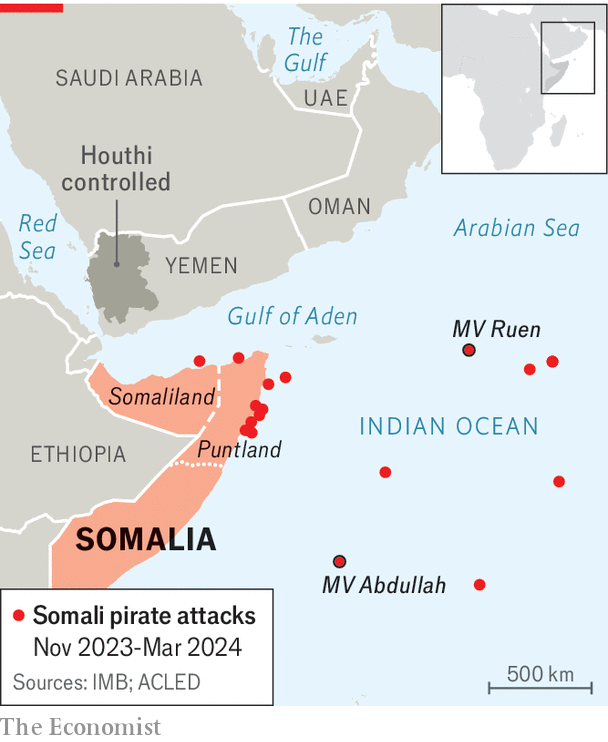 The
Gulf
SAUDI ARABIA
UAE
Houthi
controlled
OMAN
Red
Sea
Arabian Sea
YEMEN
Gulf of Aden
MV Ruen
Somaliland
INDIAN OCEAN
ETHIOPIA
Puntland
SOMALIA
MV Abdullah
Somali pirate attacks
Nov 2023-Mar 2024
Sources: IMB; ACLED
500 km
The Economist